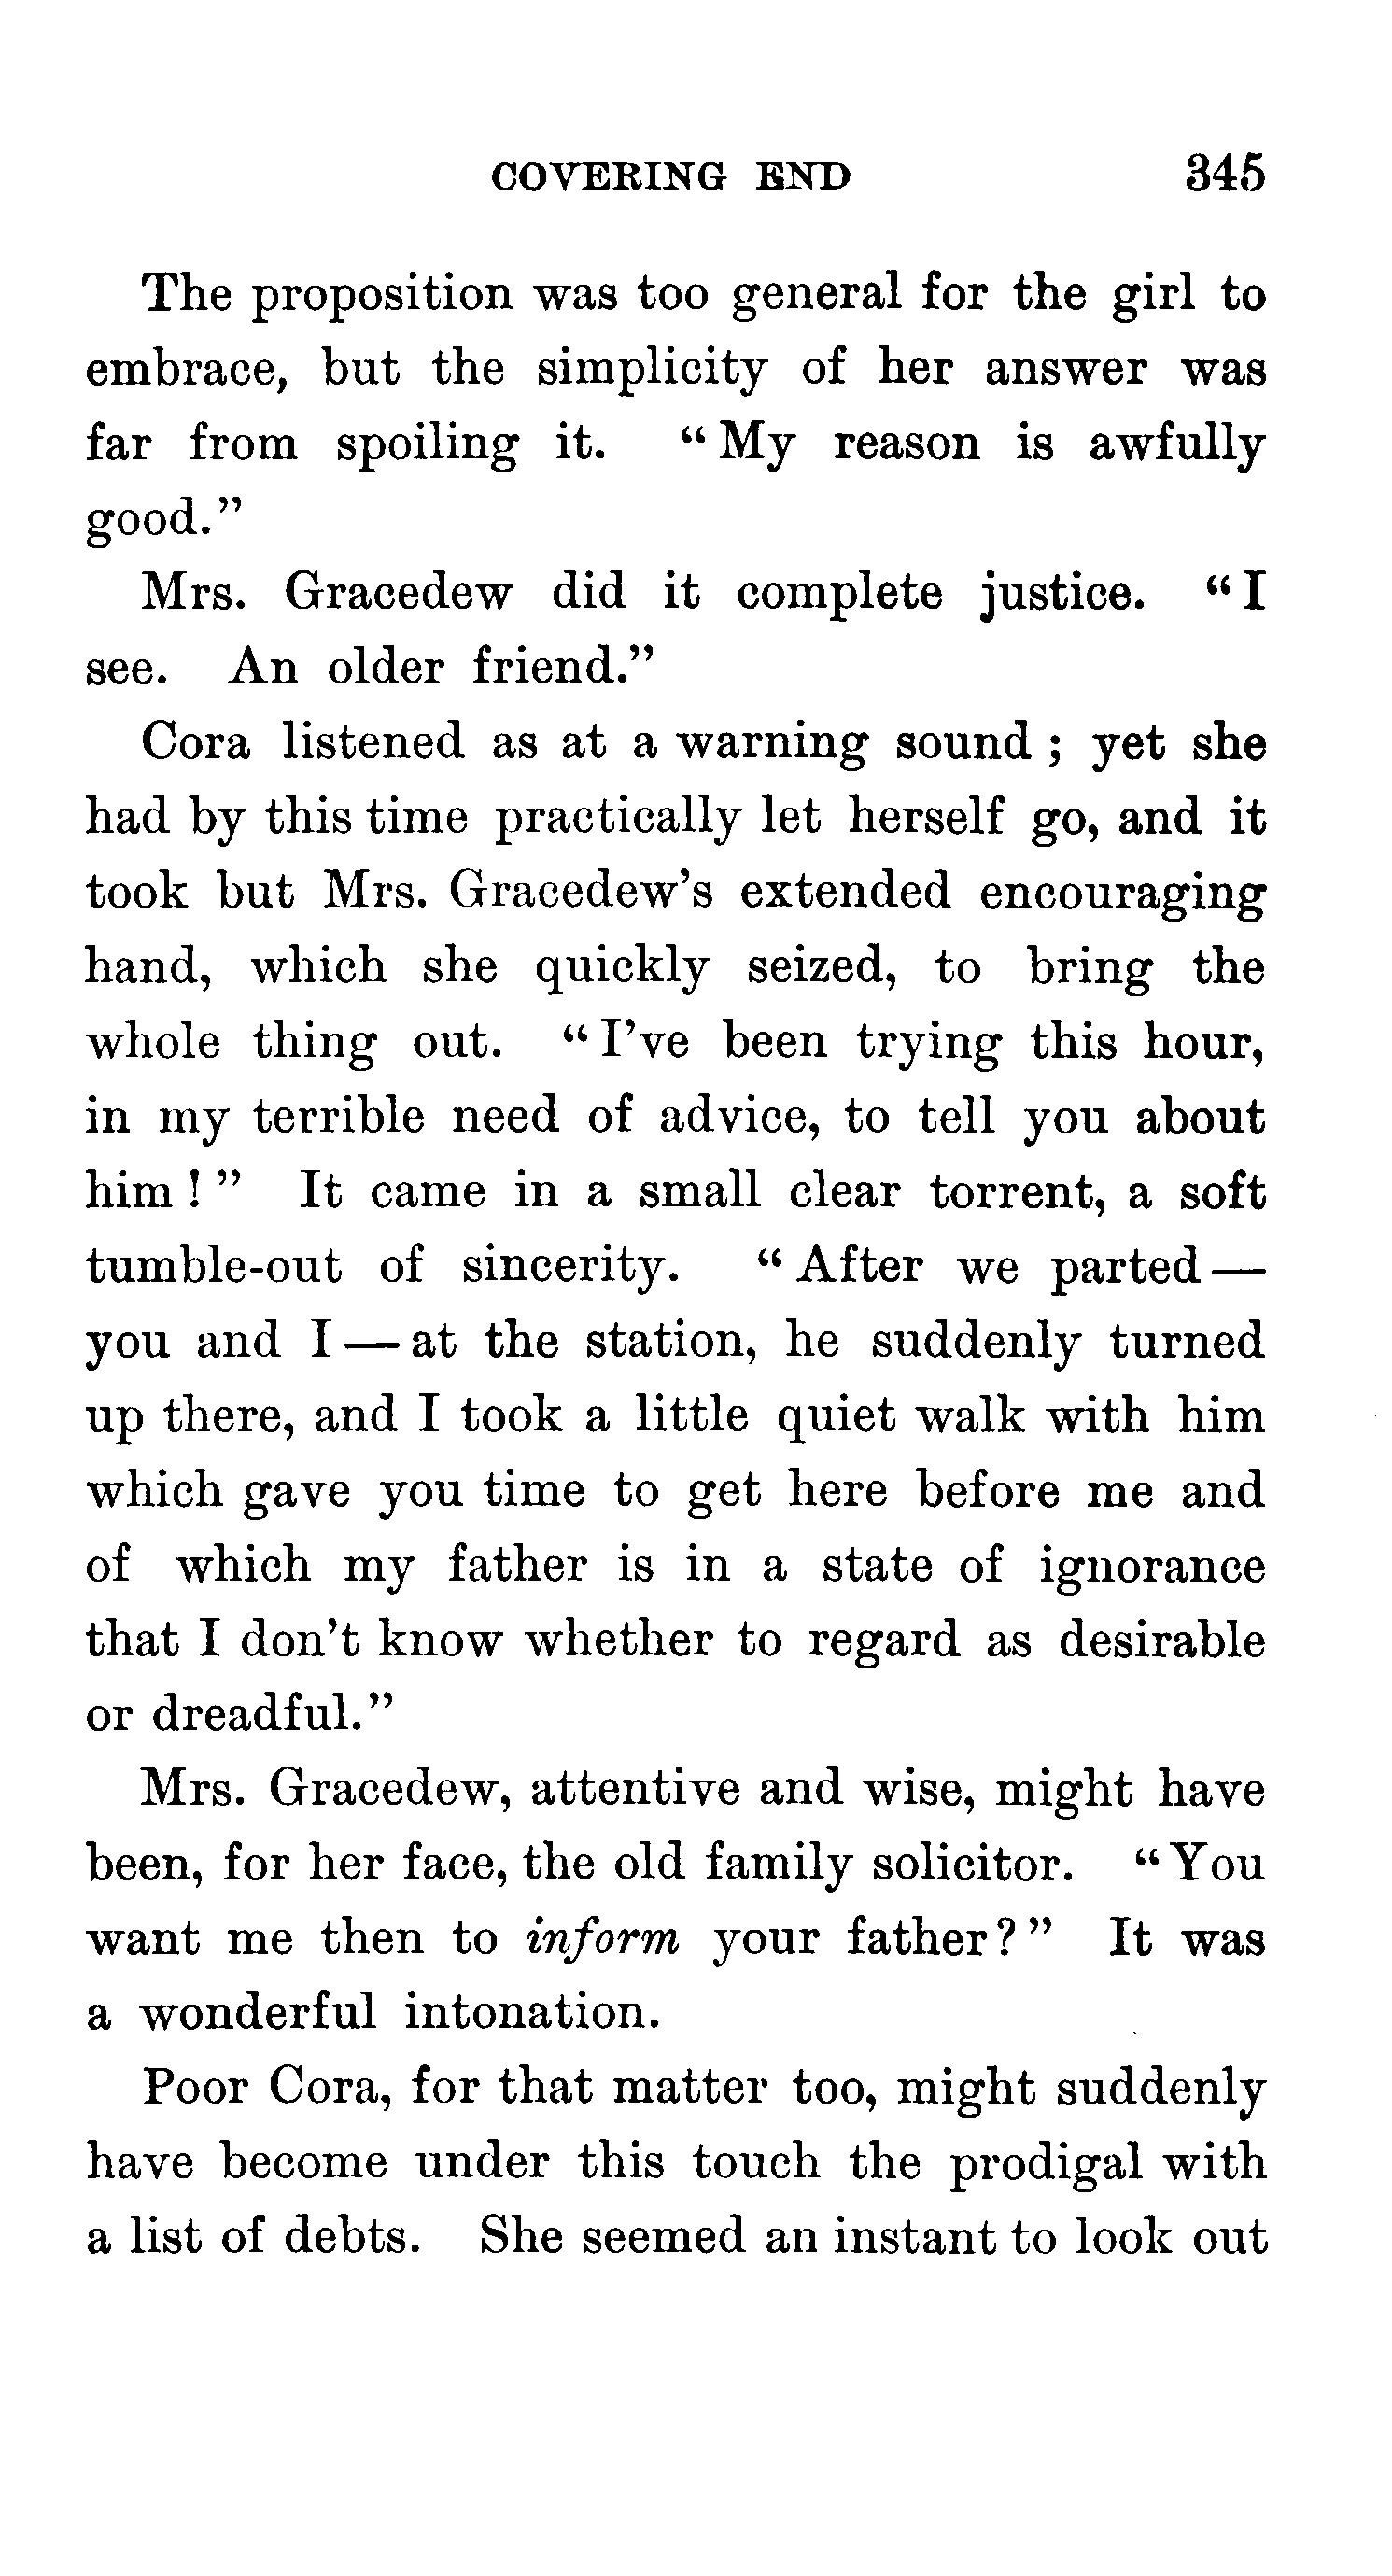 COVERING END 345
The proposition was too general for the girl to
embrace, but the simplicity of her answer was
far from spoiling it. “ My reason is awfully
good.”
Mrs. Gracedew did it complete justice. “ I
see. An older friend.”
Cora listened as at a warning sound ; yet she
had by this time practically let herself go, and it
took but Mrs. Gracedew’s extended encouraging
hand, which she quickly seized, to bring the
whole thing out. “ I’ve been trying this hour,
in my terrible need of advice, to tell you about
him ! ” It came in a small clear torrent, a soft
tumble-out of sincerity. “ After we parted —
you and I — at the station, he suddenly turned
up there, and I took a little quiet walk with him
which gave you time to get here before me and
of which my father is in a state of ignorance
that I don’t know whether to regard as desirable
or dreadful.”
Mrs. Gracedew, attentive and wise, might have
been, for her face, the old family solicitor. “ You
want me then to inform your father? ” It was
a wonderful intonation.
Poor Cora, for that matter too, might suddenly
have become under this touch the prodigal with
a list of debts. She seemed an instant to look out